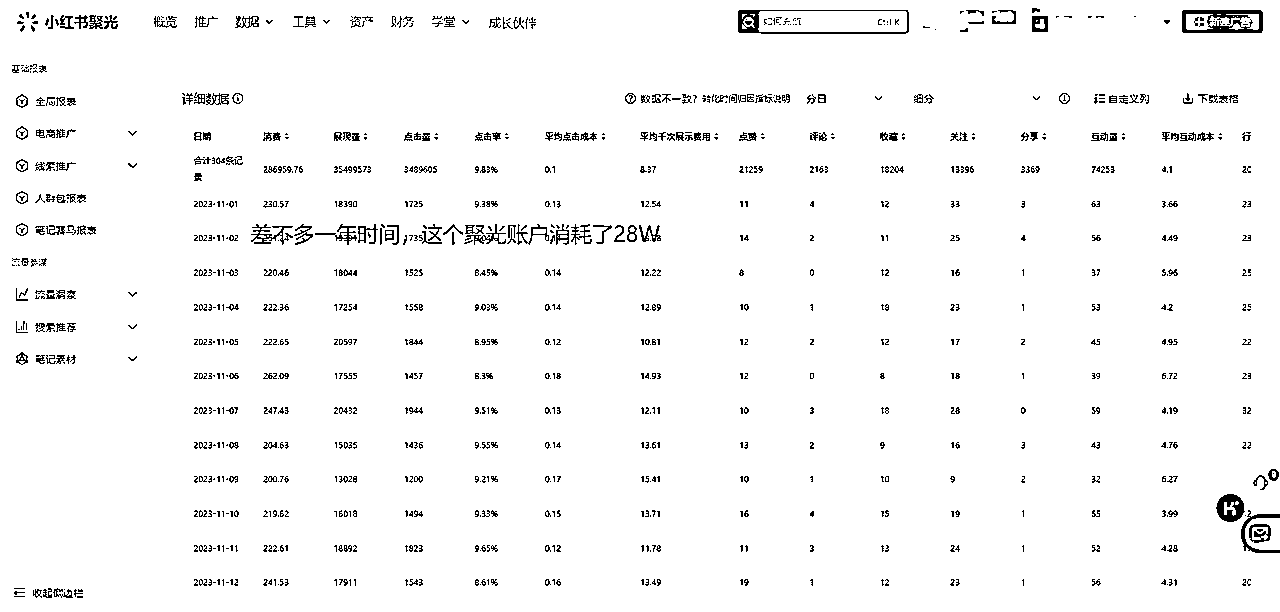 小红书聚光 概览 推广 数据 工具 资产 财务 学堂 成长伙伴 Ctrl K 新建广告
基础报表
全局报表
电商推广
线索推广
人群包报表
笔记赛马报表
流量参谋
流量洞察
搜索推荐
笔记素材
收起侧边栏
详细数据 数据不一致？转化时间归因指标说明 分日 细分 自定义列 下载表格
日期 消费 展现量 点击量 点击率 平均点击成本 平均千次展示费用 点赞 评论 收藏 关注 分享 互动量 平均互动成本 行
合计304条记录 286959.76 35499573 3489605 9.83% 0.1 8.37 21259 2163 18204 13396 3369 74253 4.1
2023-11-01 230.57 18390 1725 9.38% 0.13 12.54 11 4 12 33 3 63 3.66 23
差不多一年时间，这个聚光账户消耗了28W
2023-11-02 14 2 11 25 4 56 4.49 23
2023-11-03 220.46 18044 1525 8.45% 0.14 12.22 8 0 12 16 1 37 5.96 25
2023-11-04 222.36 17254 1558 9.03% 0.14 12.89 10 1 18 23 1 53 4.2 25
2023-11-05 222.65 20597 1844 8.95% 0.12 10.81 12 2 12 17 2 45 4.95 22
2023-11-06 262.09 17555 1457 8.3% 0.18 14.93 12 0 8 18 1 39 6.72 23
2023-11-07 247.43 20432 1944 9.51% 0.13 12.11 10 3 18 28 0 59 4.19 32
2023-11-08 204.63 15035 1436 9.55% 0.14 13.61 13 2 9 16 3 43 4.76 22
2023-11-09 200.76 13028 1200 9.21% 0.17 15.41 10 1 10 9 2 32 6.27
2023-11-10 219.62 16018 1494 9.33% 0.15 13.71 16 4 15 19 1 55 3.99
2023-11-11 222.61 18892 1823 9.65% 0.12 11.78 11 3 13 24 1 52 4.28
2023-11-12 241.53 17911 1543 8.61% 0.16 13.49 19 1 12 23 1 56 4.31 20